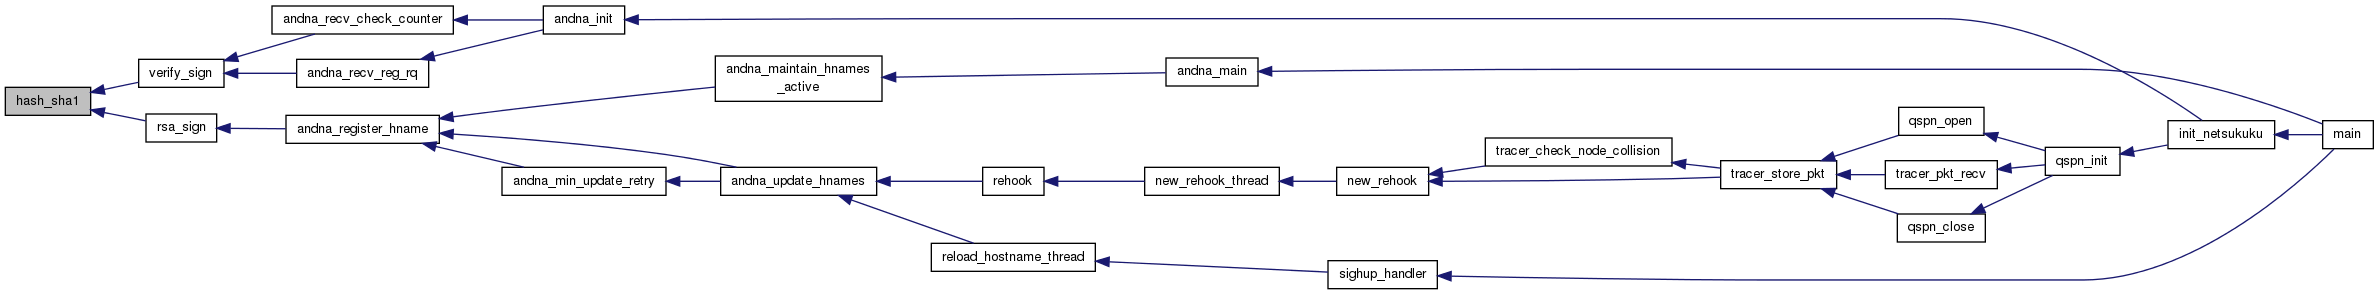 hash_sha1
verify_sign
rsa_sign
andna_recv_check_counter
andna_recv_reg_rq
andna_register_hname
andna_init
andna_min_update_retry
andna_maintain_hnames
_active
andna_update_hnames
rehook
reload_hostname_thread
andna_main
new_rehook_thread
new_rehook
sighup_handler
tracer_check_node_collision
tracer_store_pkt
qspn_open
tracer_pkt_recv
qspn_close
qspn_init
init_netsukuku
main